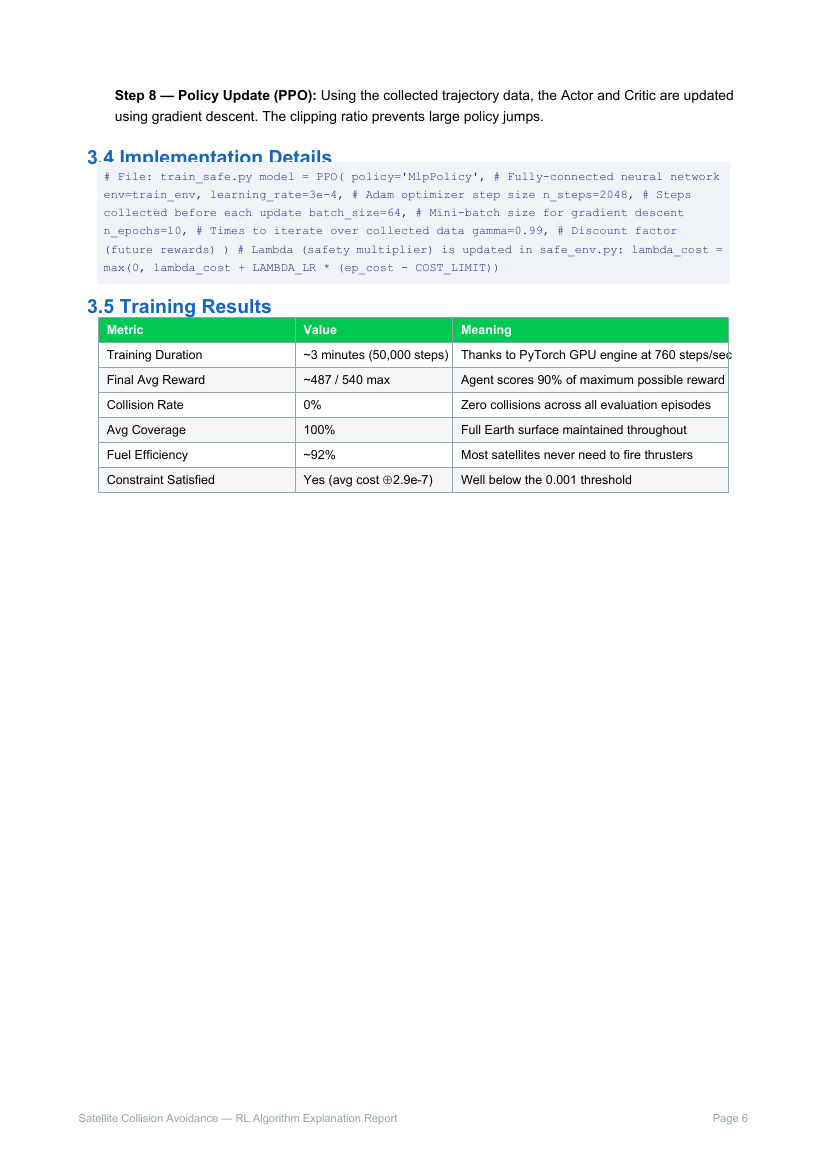 Step 8 — Policy Update (PPO): Using the collected trajectory data, the Actor and Critic are updated
using gradient descent. The clipping ratio prevents large policy jumps.
3.4 Implementation Details
# File: train_safe.py model = PPO( policy='MlpPolicy', # Fully-connected neural network
env=train_env, learning_rate=3e-4, # Adam optimizer step size n_steps=2048, # Steps
collected before each update batch_size=64, # Mini-batch size for gradient descent
n_epochs=10, # Times to iterate over collected data gamma=0.99, # Discount factor
(future rewards) ) # Lambda (safety multiplier) is updated in safe_env.py: lambda_cost =
max(0, lambda_cost + LAMBDA_LR * (ep_cost - COST_LIMIT))
3.5 Training Results
Metric Value Meaning
Training Duration ~3 minutes (50,000 steps) Thanks to PyTorch GPU engine at 760 steps/sec
Final Avg Reward ~487 / 540 max Agent scores 90% of maximum possible reward
Collision Rate 0% Zero collisions across all evaluation episodes
Avg Coverage 100% Full Earth surface maintained throughout
Fuel Efficiency ~92% Most satellites never need to fire thrusters
Constraint Satisfied Yes (avg cost ⊕2.9e-7) Well below the 0.001 threshold
Satellite Collision Avoidance — RL Algorithm Explanation Report Page 6